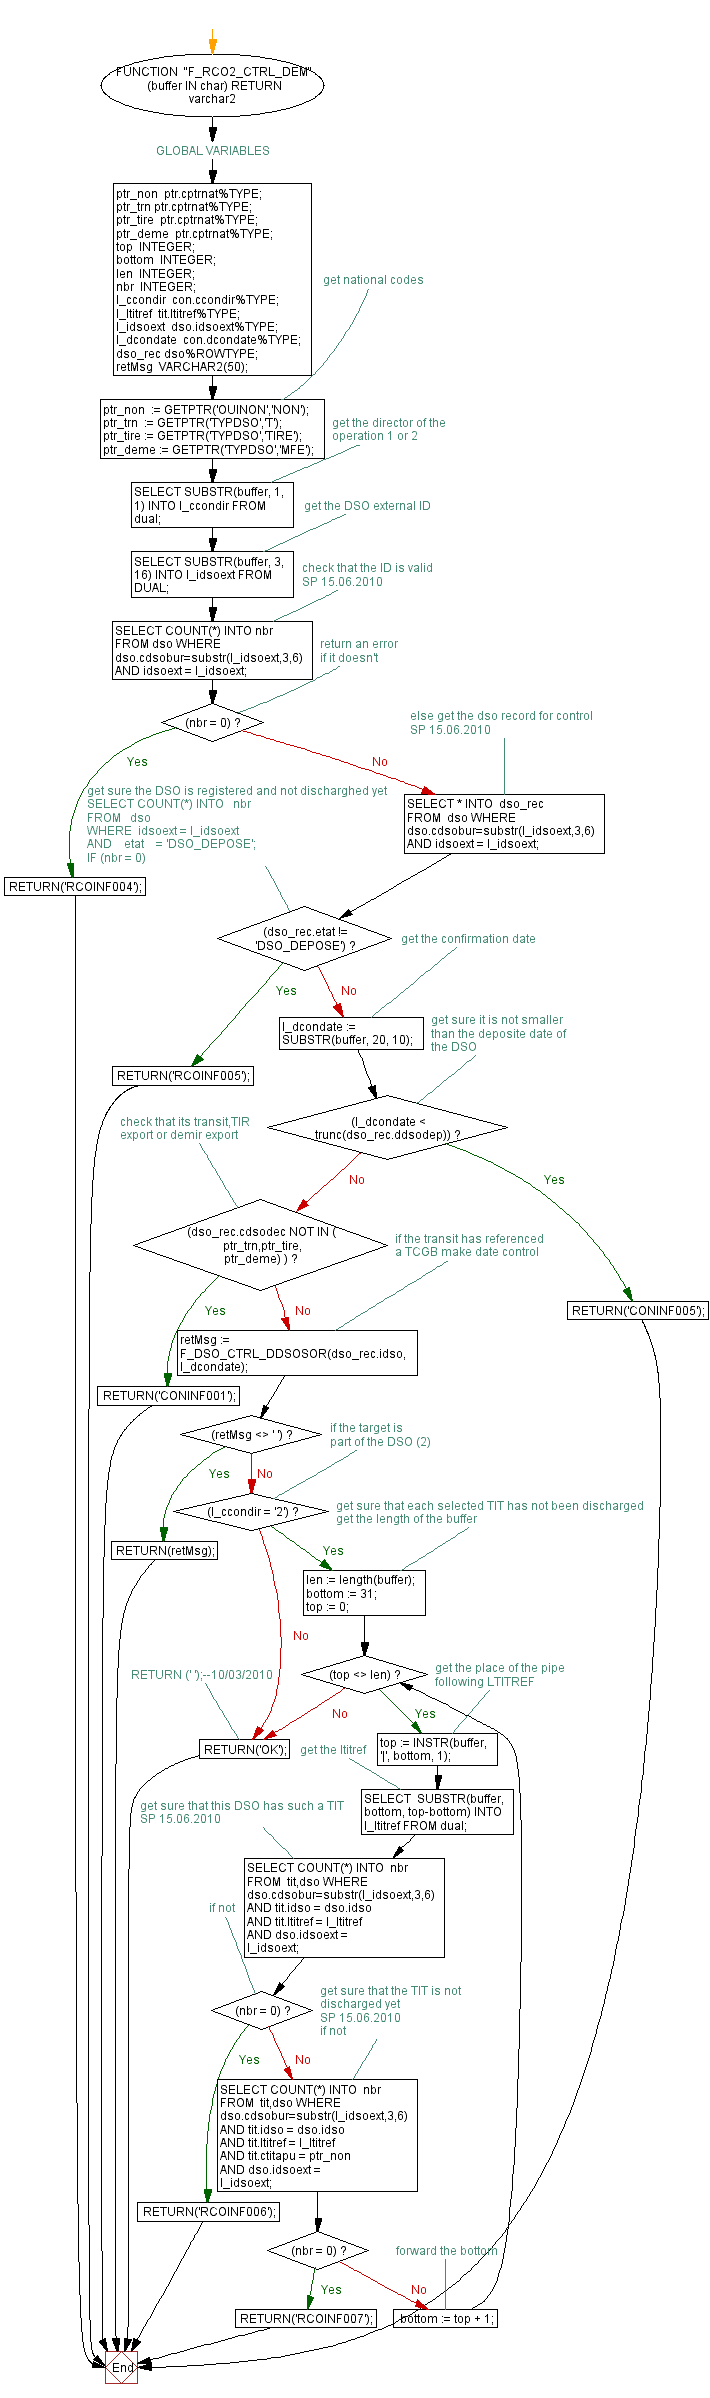 FUNCTION "F_RCO2_CTRL_DEM"
(buffer IN char) RETURN
varchar2
GLOBAL VARIABLES
ptr_non ptr.cptrnat%TYPE;
ptr_trn ptr.cptrnat%TYPE;
ptr_tire ptr.cptrnat%TYPE;
ptr_deme ptr.cptrnat%TYPE;
top INTEGER;
bottom INTEGER;
len INTEGER;
nbr INTEGER;
l_ccondir con.ccondir%TYPE;
l_ltitref tit.ltitref%TYPE;
l_idsoext dso.idsoext%TYPE;
l_dcondate con.dcondate%TYPE;
dso_rec dso%ROWTYPE;
retMsg VARCHAR2(50);
get national codes
ptr_non := GETPTR('OUINON','NON');
ptr_trn := GETPTR('TYPDSO','T');
ptr_tire := GETPTR('TYPDSO','TIRE');
ptr_deme := GETPTR('TYPDSO','MFE');
get the director of the
operation 1 or 2
SELECT SUBSTR(buffer, 1,
1) INTO l_ccondir FROM
dual;
get the DSO external ID
SELECT SUBSTR(buffer, 3,
16) INTO l_idsoext FROM
DUAL;
check that the ID is valid
SP 15.06.2010
SELECT COUNT(*) INTO nbr
FROM dso WHERE
dso.cdsobur=substr(l_idsoext,3,6)
AND idsoext = l_idsoext;
return an error
if it doesn't
(nbr = 0) ?
Yes
No
else get the dso record for control
SP 15.06.2010
get sure the DSO is registered and not discharghed yet
SELECT COUNT(*) INTO nbr
FROM dso
WHERE idsoext = l_idsoext
AND etat = 'DSO_DEPOSE';
IF (nbr = 0)
SELECT * INTO dso_rec
FROM dso WHERE
dso.cdsobur=substr(l_idsoext,3,6)
AND idsoext = l_idsoext;
RETURN('RCOINF004');
(dso_rec.etat !=
'DSO_DEPOSE') ?
get the confirmation date
Yes
No
l_dcondate :=
SUBSTR(buffer, 20, 10);
get sure it is not smaller
than the deposite date of
the DSO
RETURN('RCOINF005');
check that its transit,TIR
export or demir export
(l_dcondate <
trunc(dso_rec.ddsodep)) ?
No
Yes
(dso_rec.cdsodec NOT IN (
ptr_trn,ptr_tire,
ptr_deme) ) ?
if the transit has referenced
a TCGB make date control
Yes
No
RETURN('CONINF005');
retMsg :=
F_DSO_CTRL_DDSOSOR(dso_rec.idso,
l_dcondate);
RETURN('CONINF001');
(retMsg <> ' ') ?
if the target is
part of the DSO (2)
Yes
No
(l_ccondir = '2') ?
get sure that each selected TIT has not been discharged
get the length of the buffer
RETURN(retMsg);
Yes
len := length(buffer);
bottom := 31;
top := 0;
No
RETURN (' ');--10/03/2010
(top <> len) ?
get the place of the pipe
following LTITREF
No
Yes
RETURN('OK');
get the ltitref
top := INSTR(buffer,
'|', bottom, 1);
SELECT SUBSTR(buffer,
bottom, top-bottom) INTO
l_ltitref FROM dual;
get sure that this DSO has such a TIT
SP 15.06.2010
SELECT COUNT(*) INTO nbr
FROM tit,dso WHERE
dso.cdsobur=substr(l_idsoext,3,6)
AND tit.idso = dso.idso
AND tit.ltitref = l_ltitref
AND dso.idsoext =
l_idsoext;
if not
(nbr = 0) ?
get sure that the TIT is not
discharged yet
SP 15.06.2010
if not
Yes
No
SELECT COUNT(*) INTO nbr
FROM tit,dso WHERE
dso.cdsobur=substr(l_idsoext,3,6)
AND tit.idso = dso.idso
AND tit.ltitref = l_ltitref
AND tit.ctitapu = ptr_non
AND dso.idsoext =
l_idsoext;
RETURN('RCOINF006');
(nbr = 0) ?
forward the bottom
Yes
No
RETURN('RCOINF007');
bottom := top + 1;
End